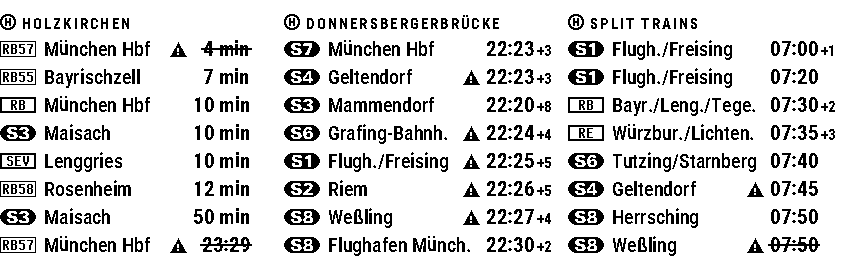 H HOLZKIRCHEN
RB57 München Hbf 4 min
RB55 Bayrischzell 7 min
RB München Hbf 10 min
S3 Maisach 10 min
SEV Lenggries 10 min
RB58 Rosenheim 12 min
S3 Maisach 50 min
RB57 München Hbf 23:29
H DONNERSBERGERBRÜCKE
S7 München Hbf 22:23+3
S4 Geltendorf 22:23+3
S3 Mammendorf 22:20+8
S6 Grafing-Bahnh. 22:24+4
S1 Flugh./Freising 22:25+5
S2 Riem 22:26+5
S8 Weßling 22:27+4
S8 Flughafen Münch. 22:30+2
H SPLIT TRAINS
S1 Flugh./Freising 07:00+1
S1 Flugh./Freising 07:20
RB Bayr./Leng./Tege. 07:30+2
RE Würzbur./Lichten. 07:35+3
S6 Tutzing/Starnberg 07:40
S4 Geltendorf 07:45
S8 Herrsching 07:50
S8 Weßling 07:50